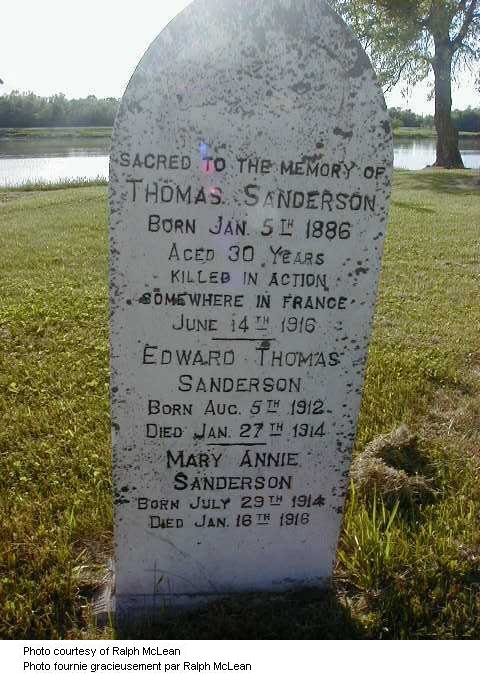 SACRED TO THE MEMORY OF
THOMAS SANDERSON
BORN JAN. 5TH 1886
AGED 30 YEARS
KILLED IN ACTION
SOMEWHERE IN FRANCE
JUNE 14TH 1916
EDWARD THOMAS
SANDERSON
BORN AUG. 5TH 1912
DIED JAN. 27TH 1914
MARY ANNIE
SANDERSON
BORN JULY 29TH 1914
DIED JAN. 16TH 1916
Photo courtesy of Ralph McLean
Photo fournie gracieusement par Ralph McLean